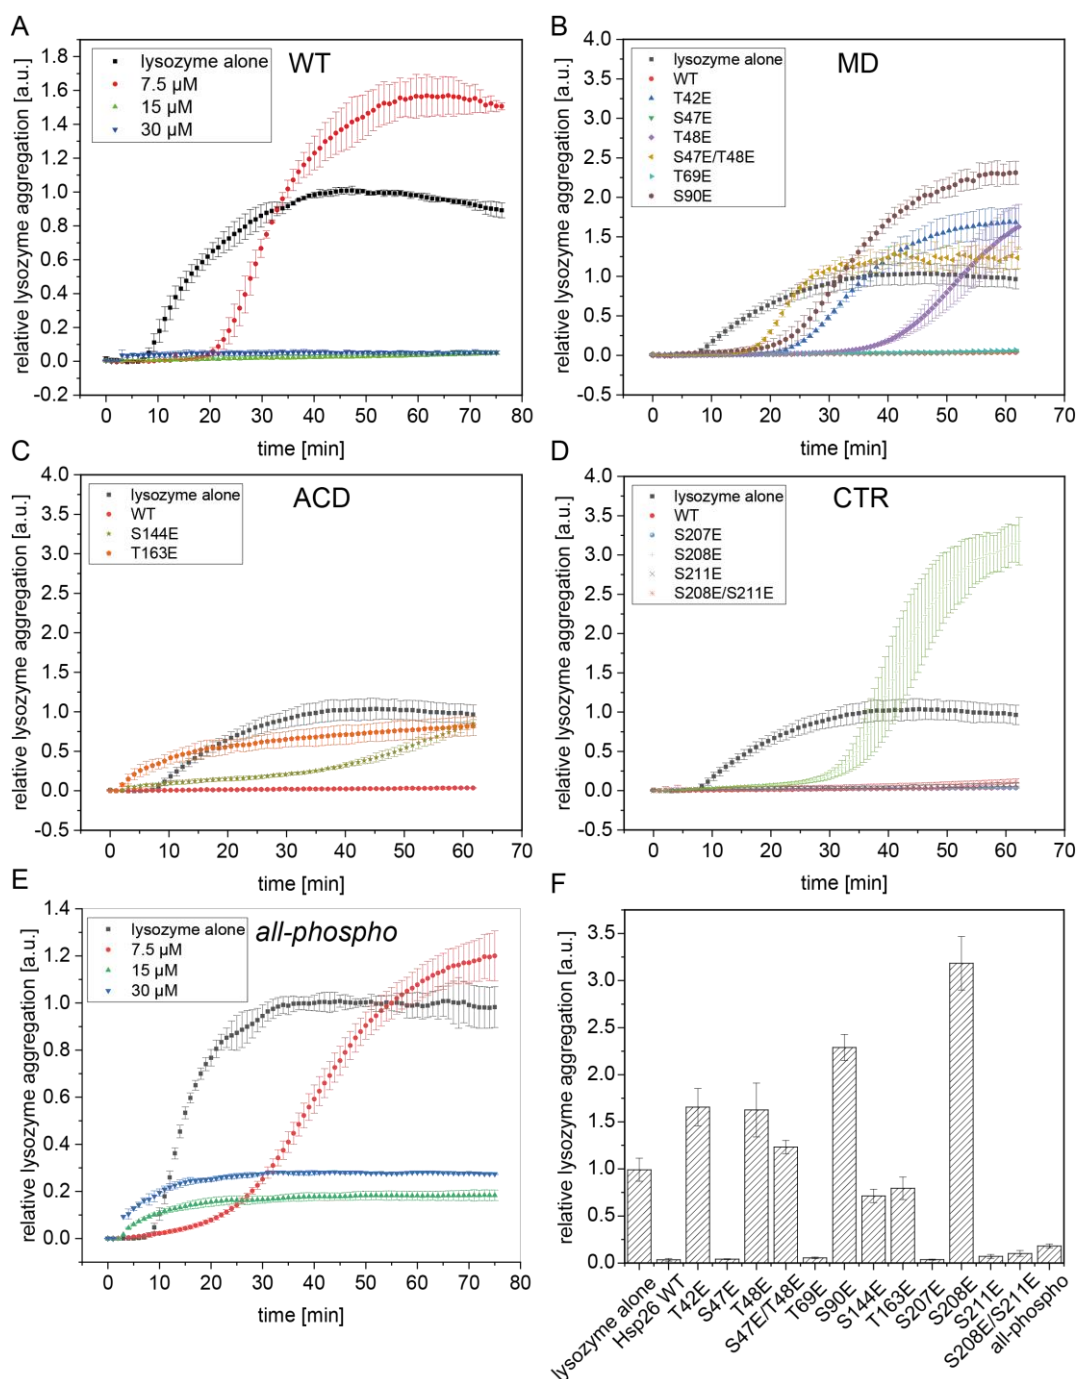 A
WT
lysozyme alone
7.5 μM
15 μM
30 μM
relative lysozyme aggregation [a.u.]
1.8
1.6
1.4
1.2
1.0
0.8
0.6
0.4
0.2
0.0
-0.2
0 10 20 30 40 50 60 70 80
time [min]
B
MD
lysozyme alone
WT
T42E
S47E
T48E
S47E/T48E
T69E
S90E
relative lysozyme aggregation [a.u.]
4.0
3.5
3.0
2.5
2.0
1.5
1.0
0.5
0.0
-0.5
0 10 20 30 40 50 60 70
time [min]
C
ACD
lysozyme alone
WT
S144E
T163E
relative lysozyme aggregation [a.u.]
4.0
3.5
3.0
2.5
2.0
1.5
1.0
0.5
0.0
-0.5
0 10 20 30 40 50 60 70
time [min]
D
CTR
lysozyme alone
WT
S207E
S208E
S211E
S208E/S211E
relative lysozyme aggregation [a.u.]
4.0
3.5
3.0
2.5
2.0
1.5
1.0
0.5
0.0
-0.5
0 10 20 30 40 50 60 70
time [min]
E
all-phospho
lysozyme alone
7.5 μM
15 μM
30 μM
relative lysozyme aggregation [a.u.]
1.4
1.2
1.0
0.8
0.6
0.4
0.2
0.0
0 10 20 30 40 50 60 70 80
time [min]
F
relative lysozyme aggregation [a.u.]
3.5
3.0
2.5
2.0
1.5
1.0
0.5
0.0
lysozyme alone
Hsp26 WT
T42E
S47E
T48E
S47E/T48E
T69E
S90E
S144E
T163E
S207E
S208E
S211E
S208E/S211E
all-phospho